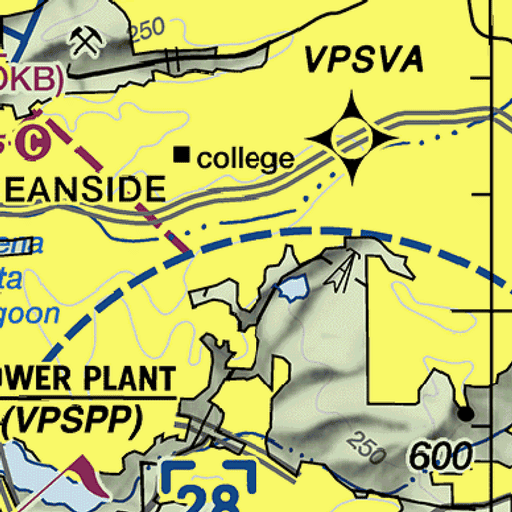 250
VPSVA
OKB)
C
college
EANSIDE
ena
ta
goon
OWER PLANT
(VPSPP)
250
600
28